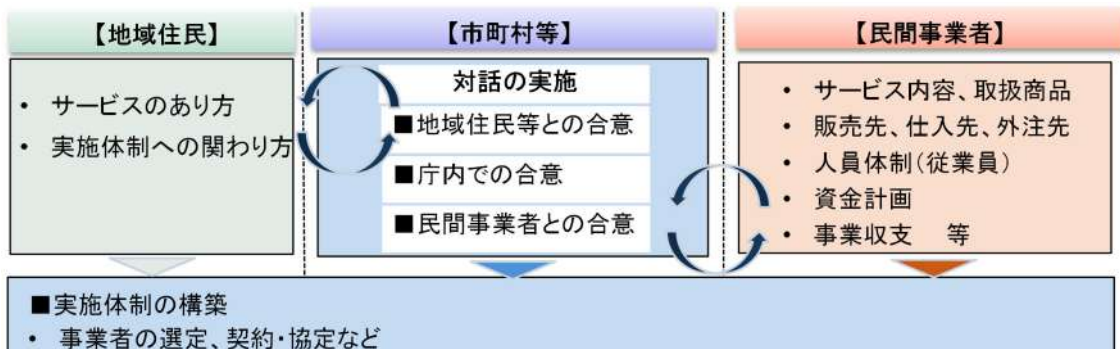 【地域住民】
・ サービスのあり方
・ 実施体制への関わり方
【市町村等】
対話の実施
■地域住民等との合意
■庁内での合意
■民間事業者との合意
【民間事業者】
・ サービス内容、取扱商品
・ 販売先、仕入先、外注先
・ 人員体制(従業員)
・ 資金計画
・ 事業収支 等
■実施体制の構築
・ 事業者の選定、契約・協定など